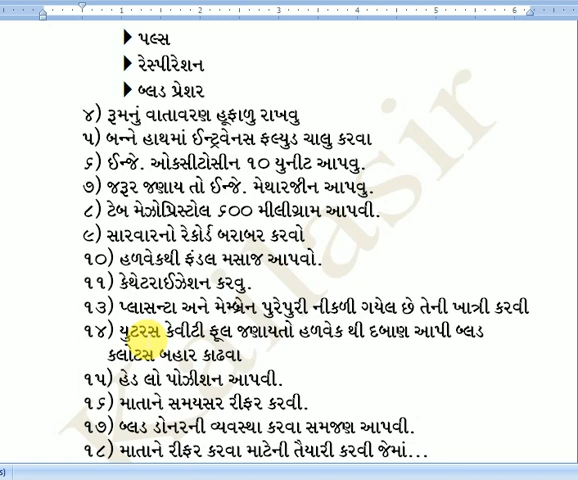 ▶ પલ્સ
▶ રેસ્પીરેશન
▶ બ્લડ પ્રેશર
૪) રૂમનું વાતાવરણ હૂફાળુ રાખવુ
૫) બન્ને હાથમાં ઈન્ટ્રવેનસ ફલ્યુડ ચાલુ કરવા
૬) ઈન્જે. ઓકસીટોસીન ૧૦ યુનીટ આપવુ.
૭) જરૂર જણાય તો ઈન્જે. મેથારજીન આપવુ.
૮) ટેબ મેઝોપ્રિસ્ટોલ ૬૦૦ મીલીગ્રામ આપવી.
૯) સારવારનો રેકોર્ડ બરાબર કરવો
૧૦) હળવેકથી ફંડલ મસાજ આપવો.
૧૧) કેથેટરાઈઝેશન કરવુ.
૧૩) પ્લાસન્ટા અને મેમ્બ્રેન પુરેપુરી નીકળી ગયેલ છે તેની ખાત્રી કરવી
૧૪) યુટરસ કેવીટી ફૂલ જણાયતો હળવેક થી દબાણ આપી બ્લડ
કલોટસ બહાર કાઢવા
૧૫) હેડ લો પોઝીશન આપવી.
૧૬) માતાને સમયસર રીફર કરવી.
૧૭) બ્લડ ડોનરની વ્યવસ્થા કરવા સમજણ આપવી.
૧૮) માતાને રીફર કરવા માટેની તૈયારી કરવી જેમાં...
Kailasir